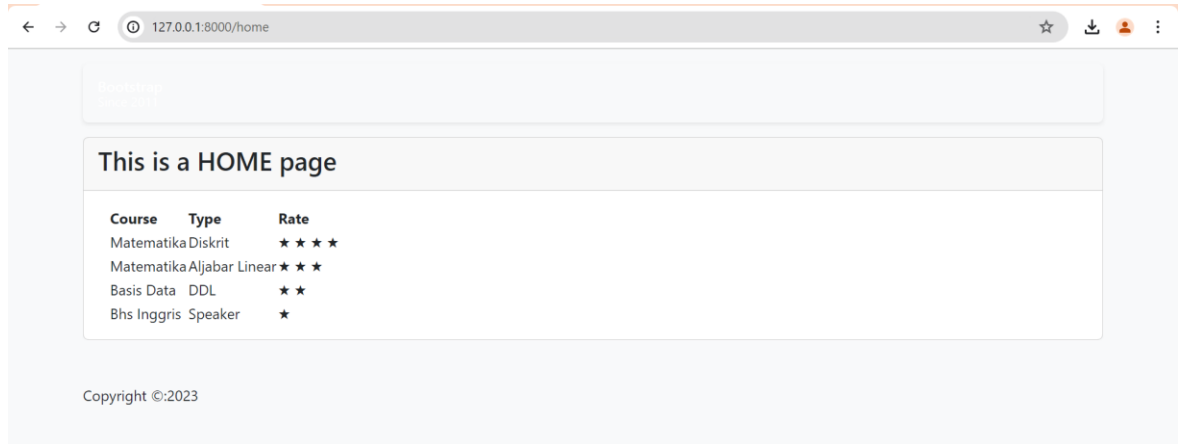 127.0.0.1:8000/home
Bootstrap
This is a HOME page
Course Type Rate
Matematika Diskrit ★ ★ ★ ★
Matematika Aljabar Linear ★ ★ ★
Basis Data DDL ★ ★
Bhs Inggris Speaker ★
Copyright ©:2023